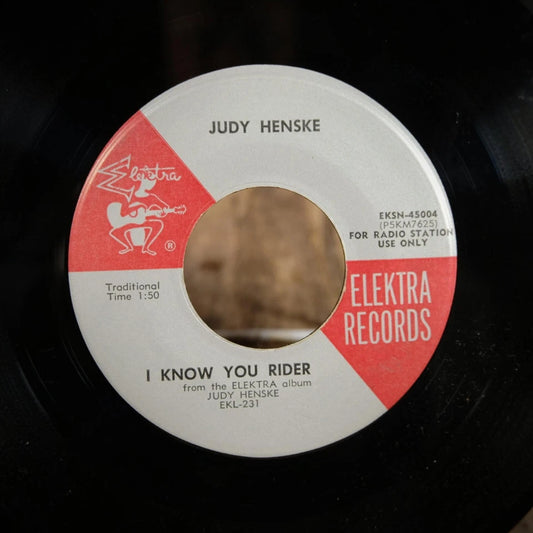 JUDY HENSKE
Elektra
®
EKSN-45004
(P5KM7625)
FOR RADIO STATION
USE ONLY
Traditional
Time 1:50
ELEKTRA
RECORDS
I KNOW YOU RIDER
from the ELEKTRA album
JUDY HENSKE
EKL-231